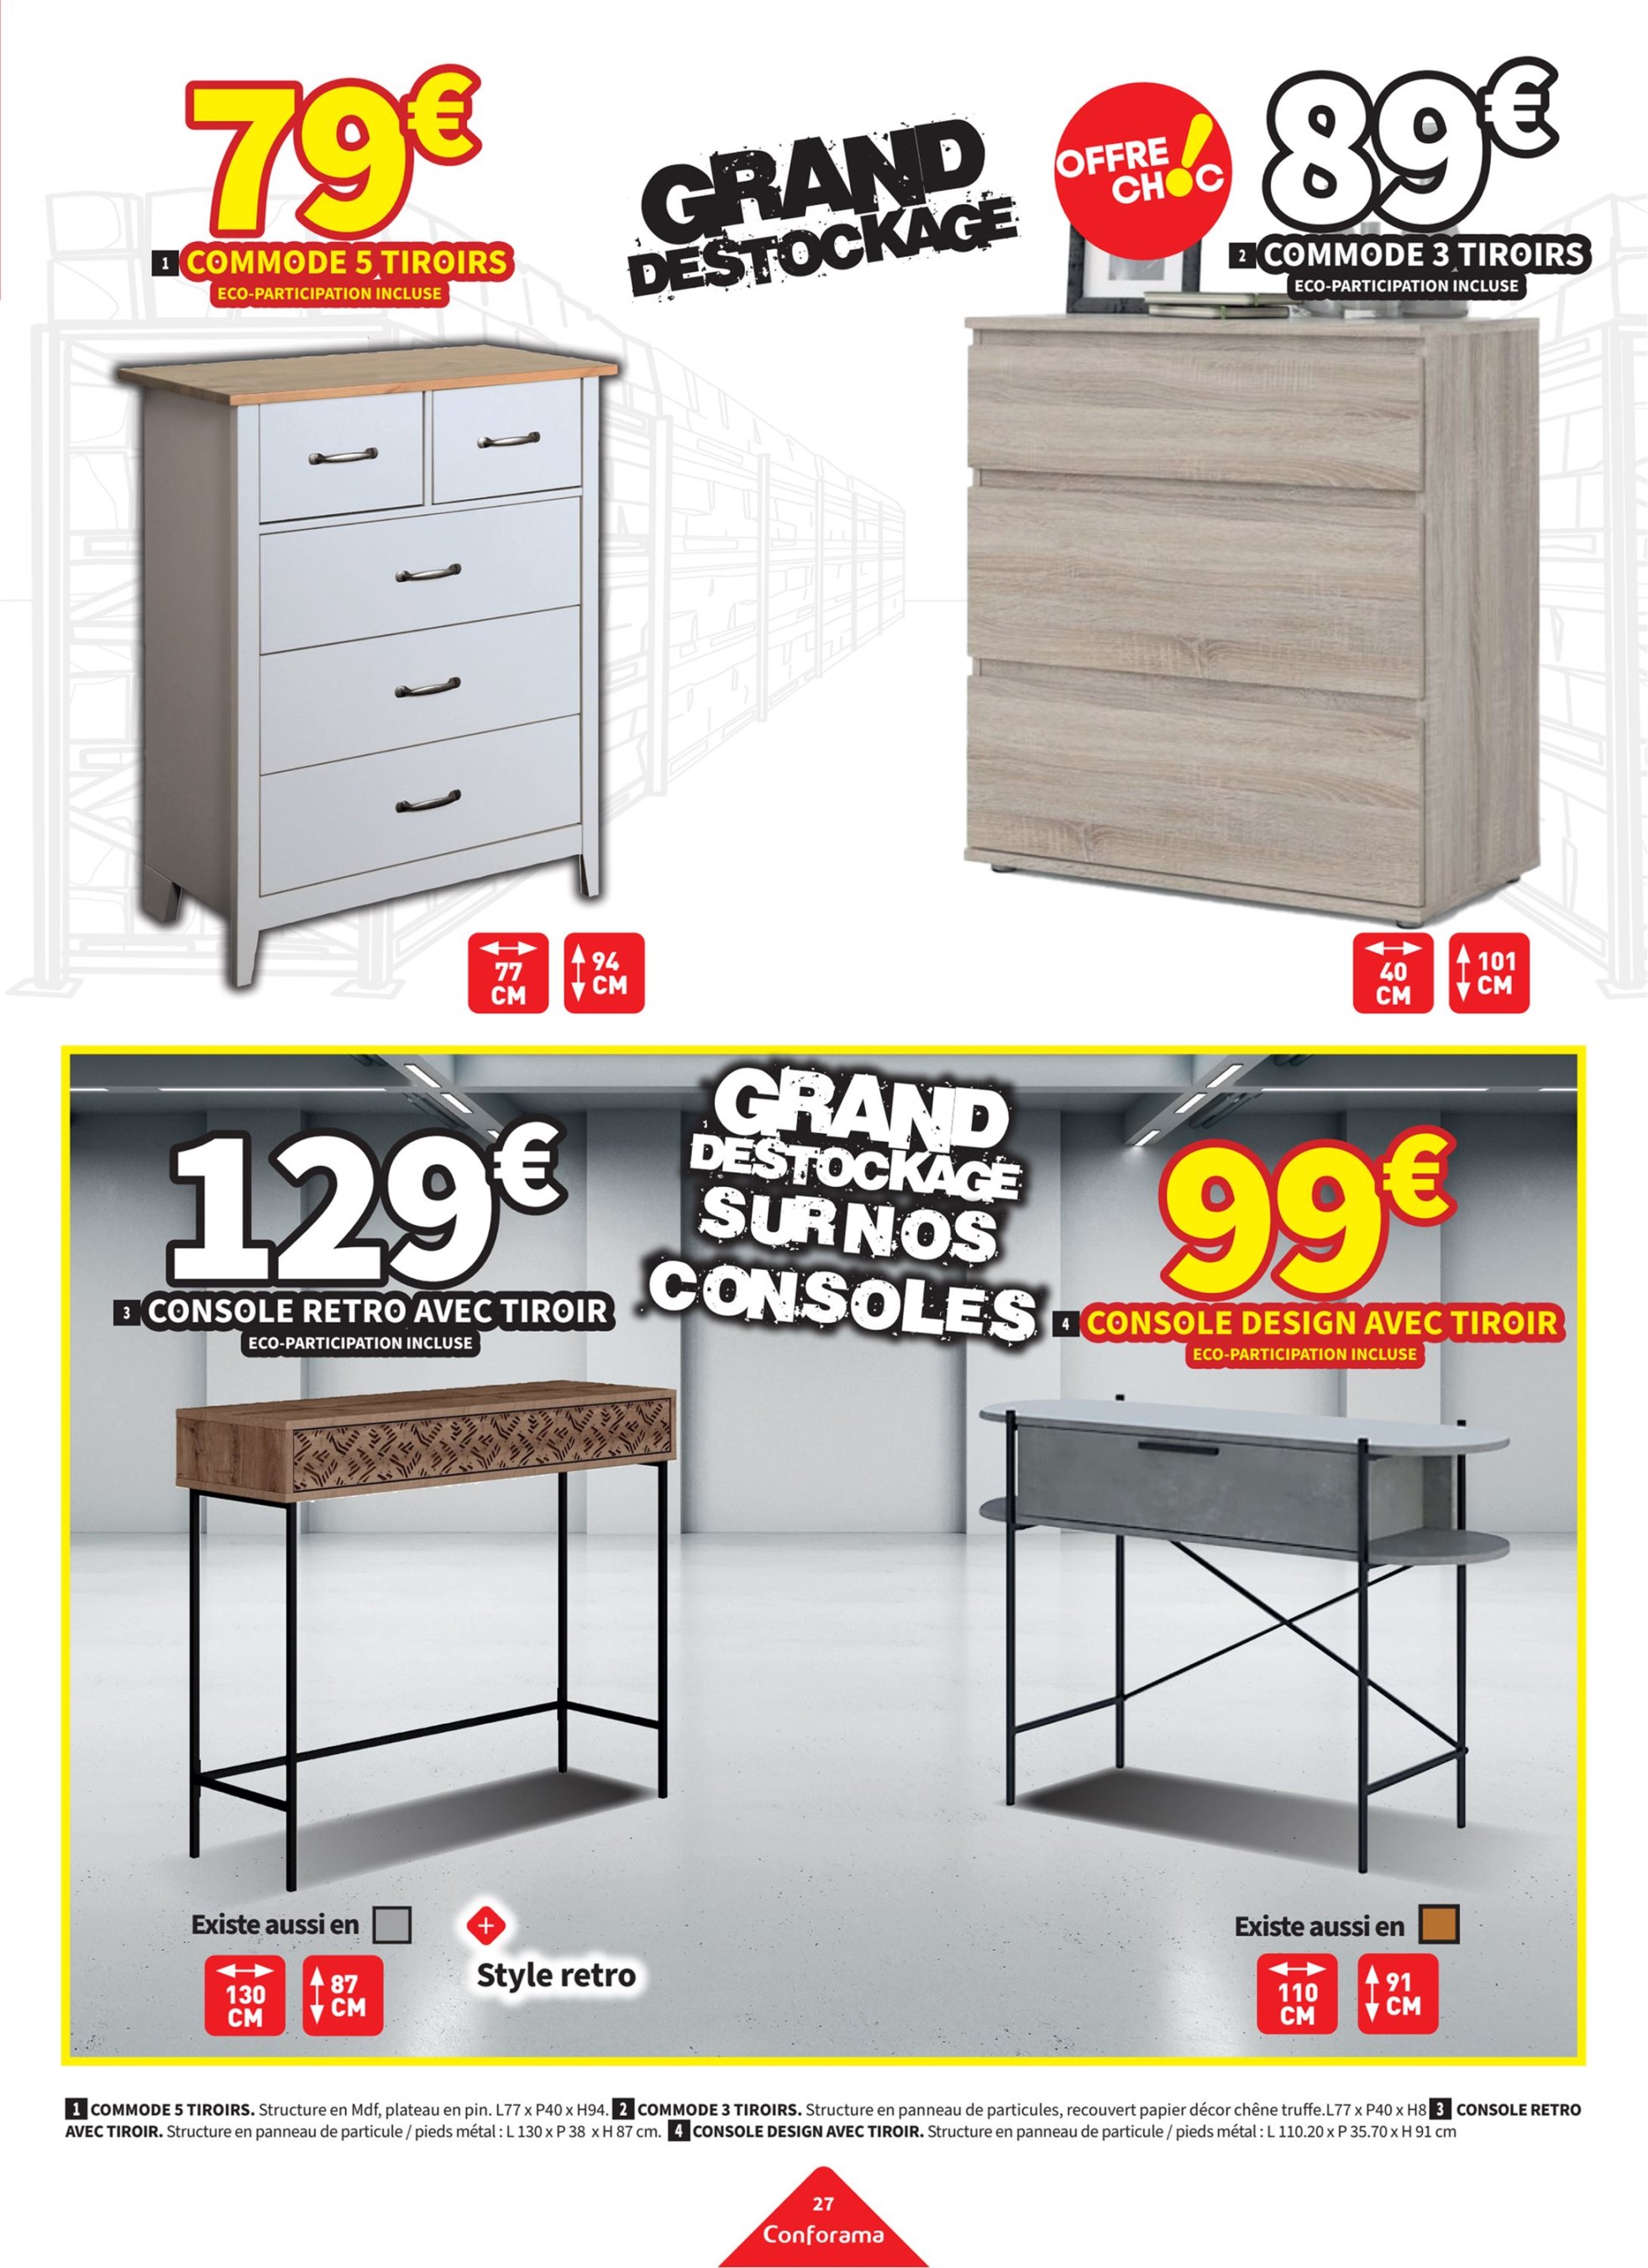 79€
1 COMMODE 5 TIROIRS
ECO-PARTICIPATION INCLUSE
GRAND
DESTOCKAGE
OFFRE
CHOC
89€
2 COMMODE 3 TIROIRS
ECO-PARTICIPATION INCLUSE
77
CM
94
CM
40
CM
101
CM
129€
3 CONSOLE RETRO AVEC TIROIR
ECO-PARTICIPATION INCLUSE
GRAND
DESTOCKAGE
SUR NOS
CONSOLES
99€
4 CONSOLE DESIGN AVEC TIROIR
ECO-PARTICIPATION INCLUSE
Existe aussi en
130
CM
87
CM
+
Style retro
Existe aussi en
110
CM
91
CM
1 COMMODE 5 TIROIRS. Structure en Mdf, plateau en pin. L77 x P40 x H94. 2 COMMODE 3 TIROIRS. Structure en panneau de particules, recouvert papier décor chêne truffe.L77 x P40 x H8 3 CONSOLE RETRO
AVEC TIROIR. Structure en panneau de particule / pieds métal : L 130 x P 38 x H 87 cm. 4 CONSOLE DESIGN AVEC TIROIR. Structure en panneau de particule / pieds métal : L 110.20 x P 35.70 x H 91 cm
27
Conforama